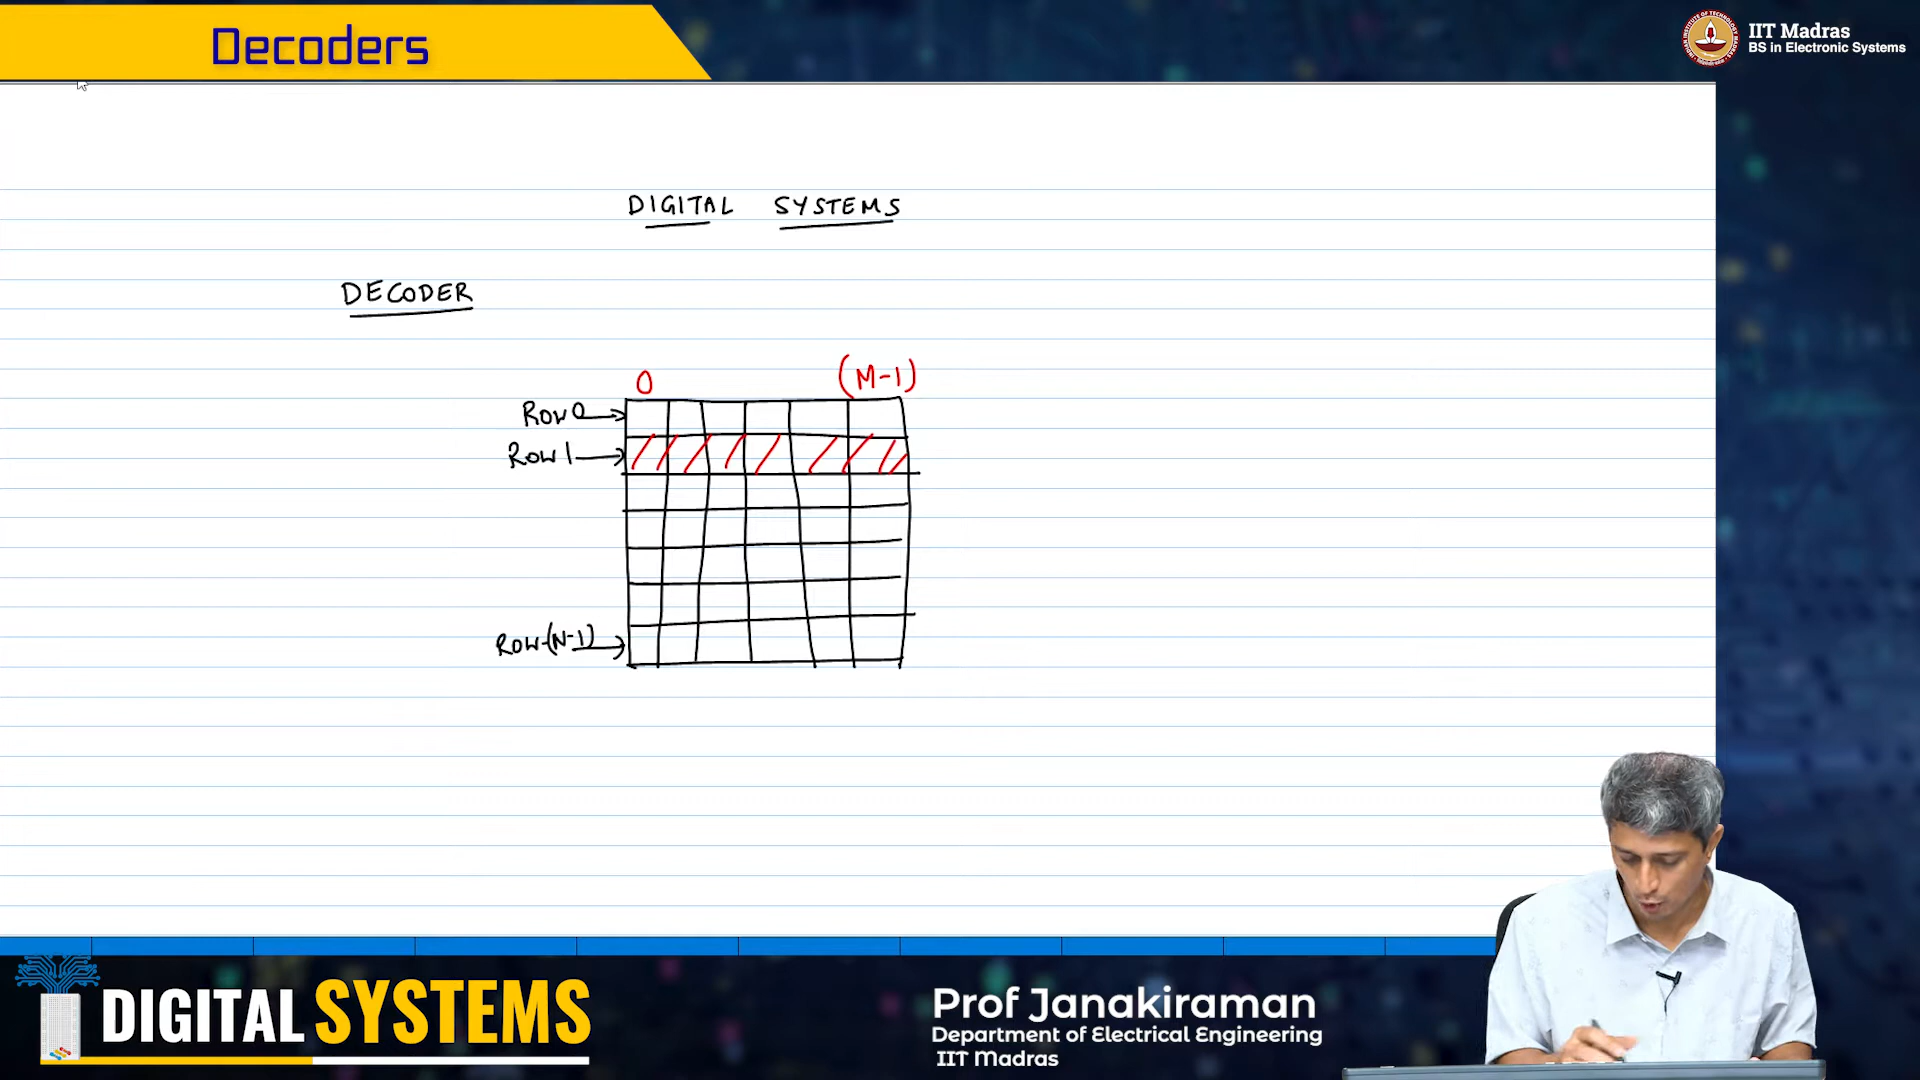 Decoders
IIT Madras
BS in Electronic Systems
DIGITAL SYSTEMS
DECODER
0 (M-1)
ROW 0
ROW 1
ROW-(N-1)
DIGITAL SYSTEMS
Prof Janakiraman
Department of Electrical Engineering
IIT Madras